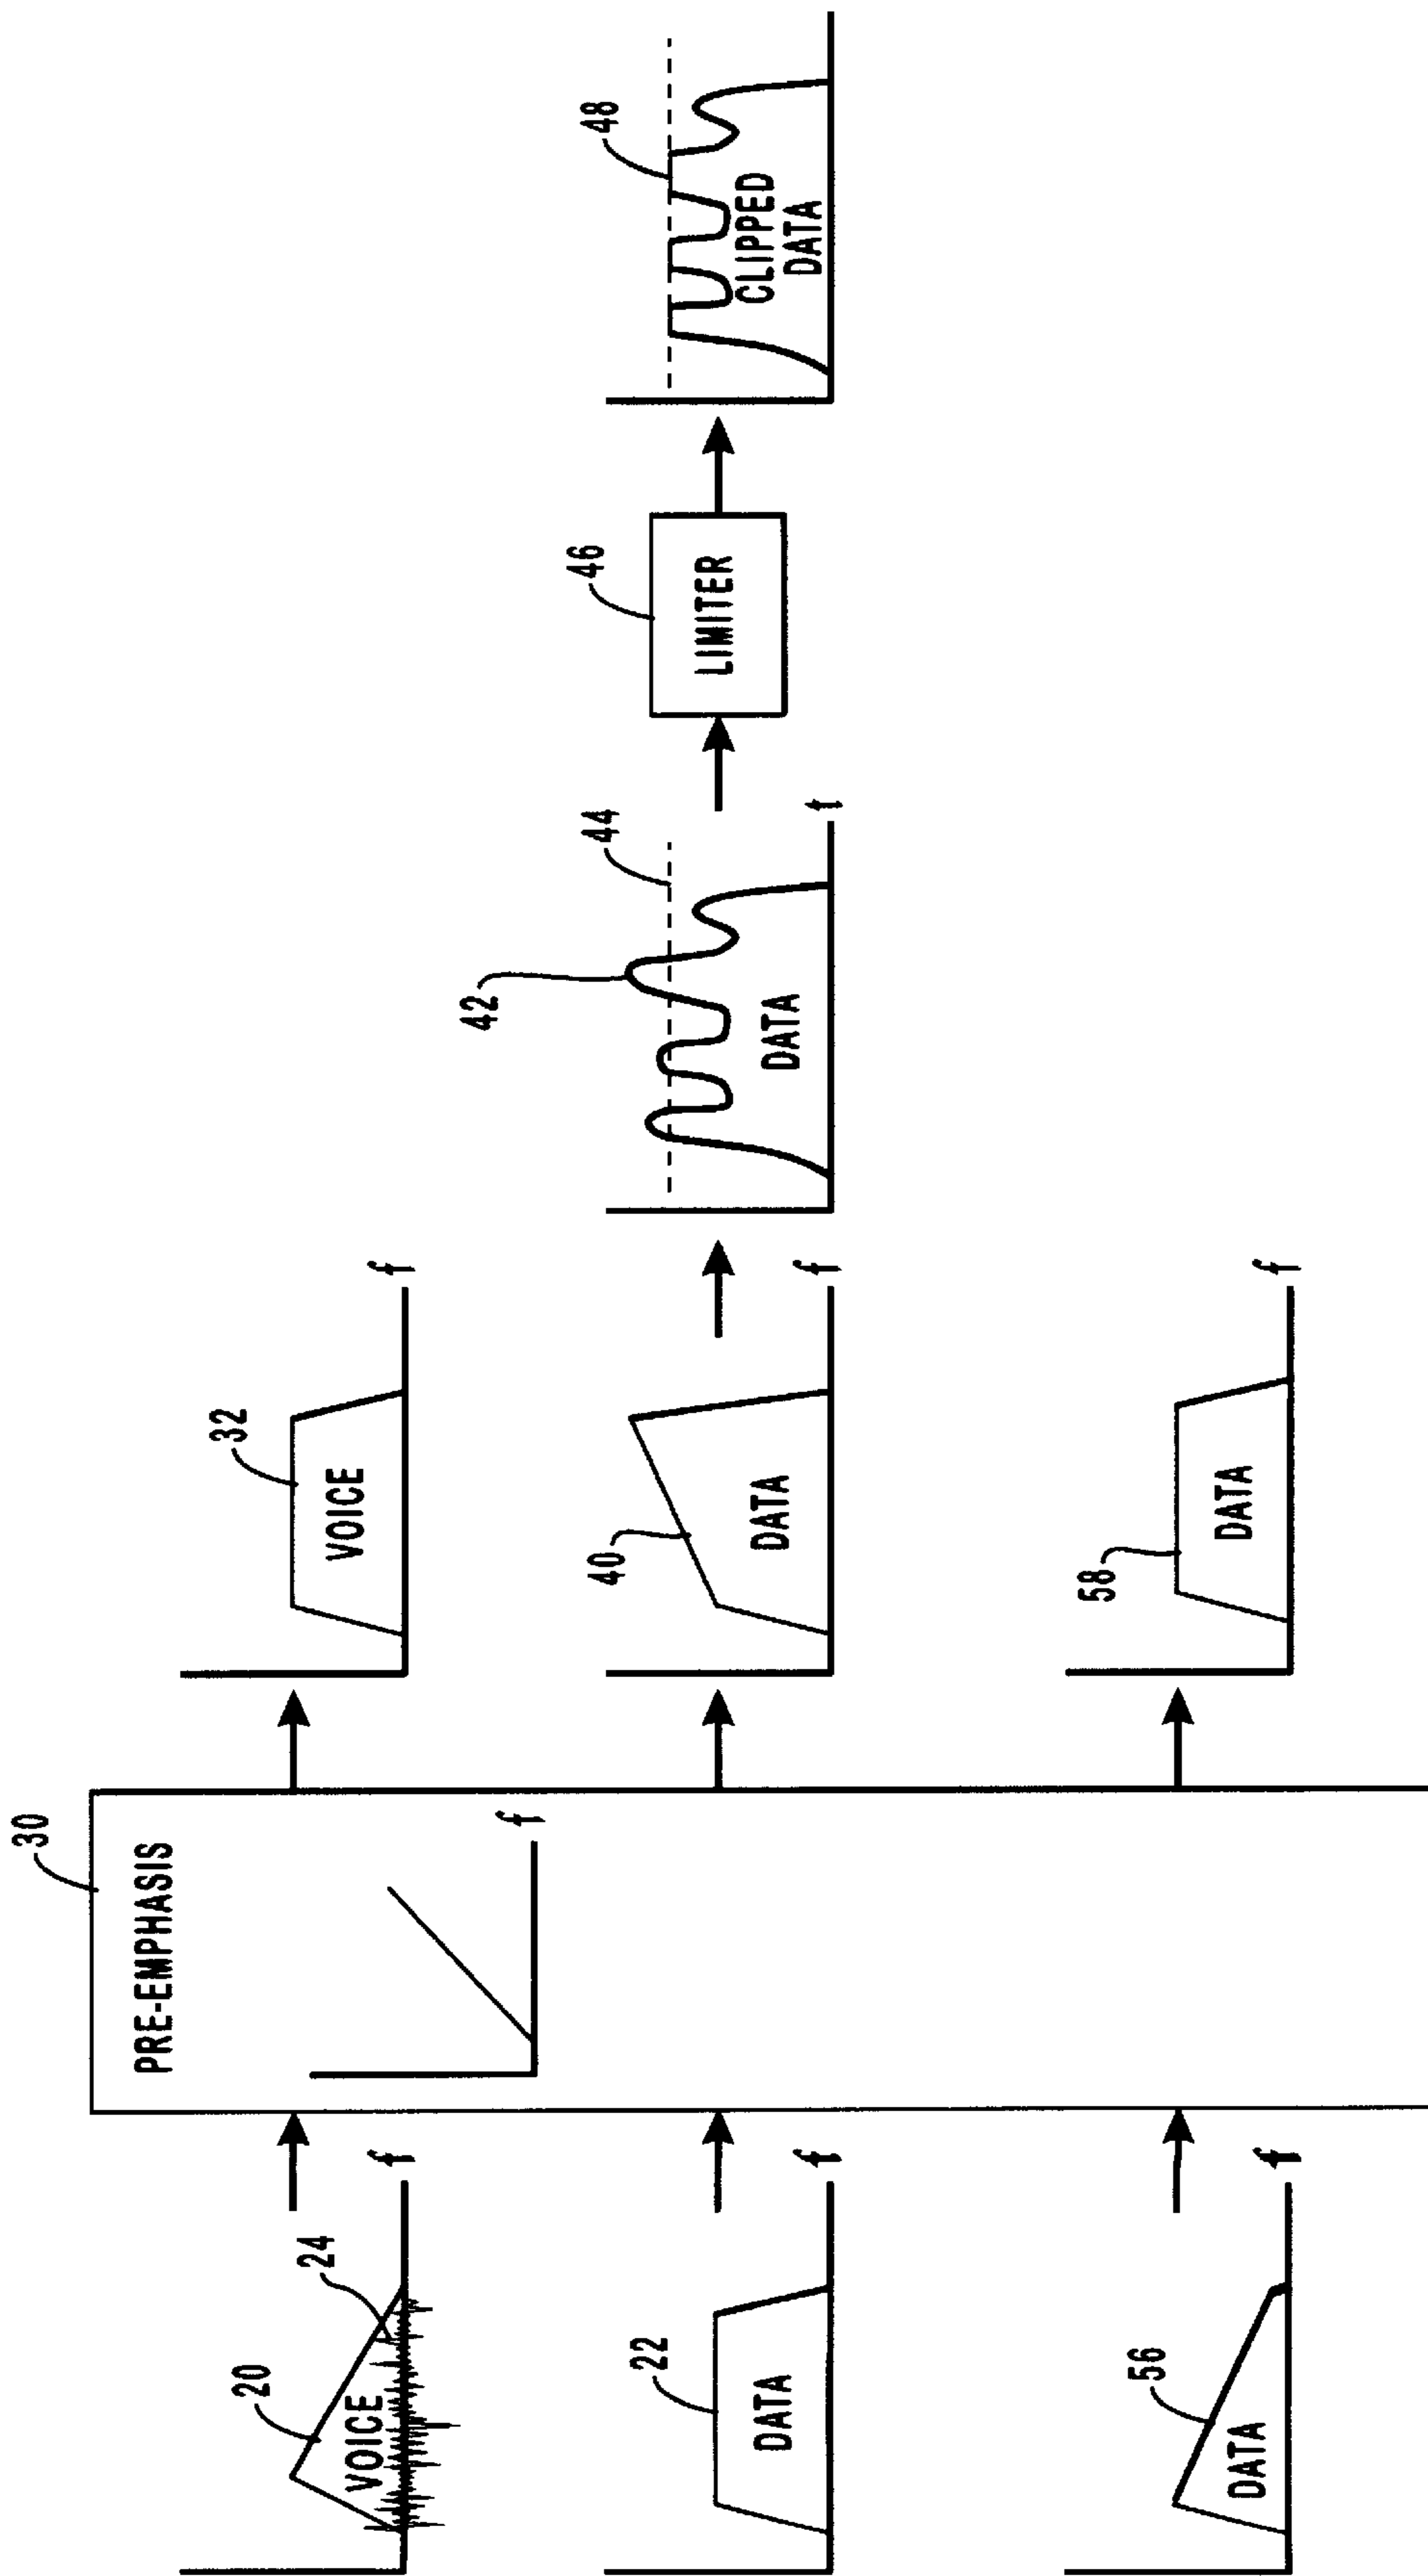 30
PRE-EMPHASIS
f
20
24
VOICE
f
32
VOICE
f
22
DATA
f
40
DATA
f
42
44
DATA
t
46
LIMITER
48
CLIPPED
DATA
56
DATA
f
58
DATA
f